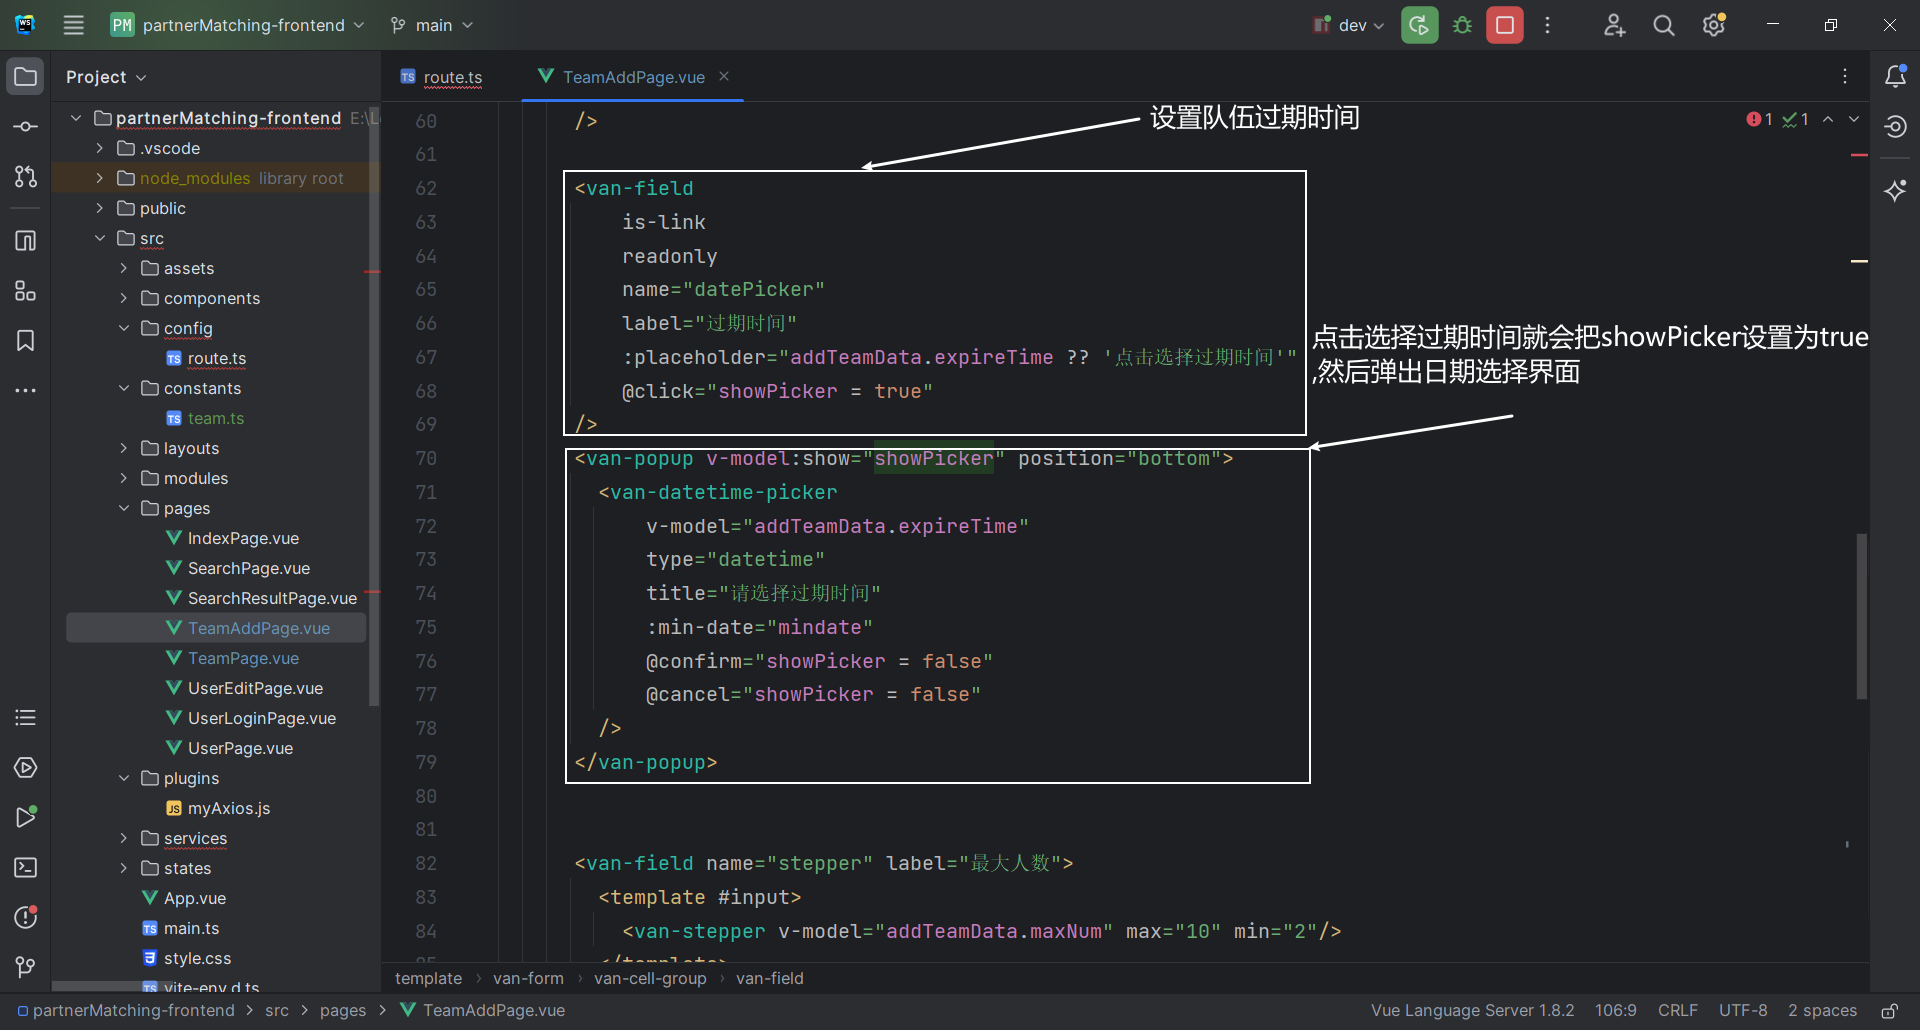 PM partnerMatching-frontend main dev
Project
route.ts TeamAddPage.vue
partnerMatching-frontend E:\L
.vscode
node_modules library root
public
src
assets
components
config
route.ts
constants
team.ts
layouts
modules
pages
IndexPage.vue
SearchPage.vue
SearchResultPage.vue
TeamAddPage.vue
TeamPage.vue
UserEditPage.vue
UserLoginPage.vue
UserPage.vue
plugins
myAxios.js
services
states
App.vue
main.ts
style.css
vite-env.d.ts
设置队伍过期时间
1 1
60 />
61
62 <van-field
63 is-link
64 readonly
65 name="datePicker"
66 label="过期时间"
67 :placeholder="addTeamData.expireTime ?? '点击选择过期时间'"
68 @click="showPicker = true"
69 />
点击选择过期时间就会把showPicker设置为true
,然后弹出日期选择界面
70 <van-popup v-model:show="showPicker" position="bottom">
71 <van-datetime-picker
72 v-model="addTeamData.expireTime"
73 type="datetime"
74 title="请选择过期时间"
75 :min-date="mindate"
76 @confirm="showPicker = false"
77 @cancel="showPicker = false"
78 />
79 </van-popup>
80
81
82 <van-field name="stepper" label="最大人数">
83 <template #input>
84 <van-stepper v-model="addTeamData.maxNum" max="10" min="2"/>
85 </template>
template van-form van-cell-group van-field
partnerMatching-frontend src pages TeamAddPage.vue Vue Language Server 1.8.2 106:9 CRLF UTF-8 2 spaces